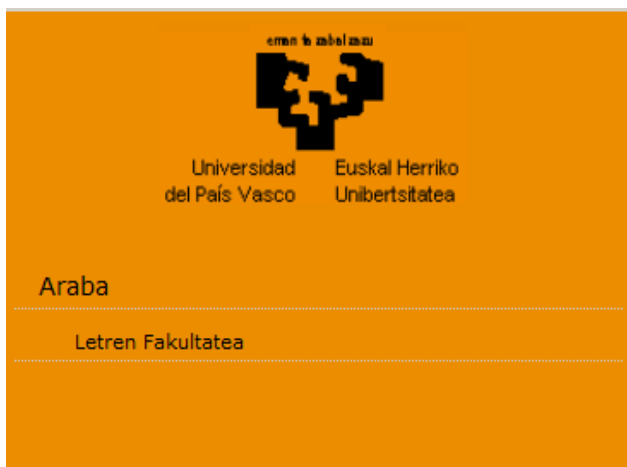 eman ta zabal zazu
Universidad Euskal Herriko
del País Vasco Unibertsitatea
Araba
Letren Fakultatea